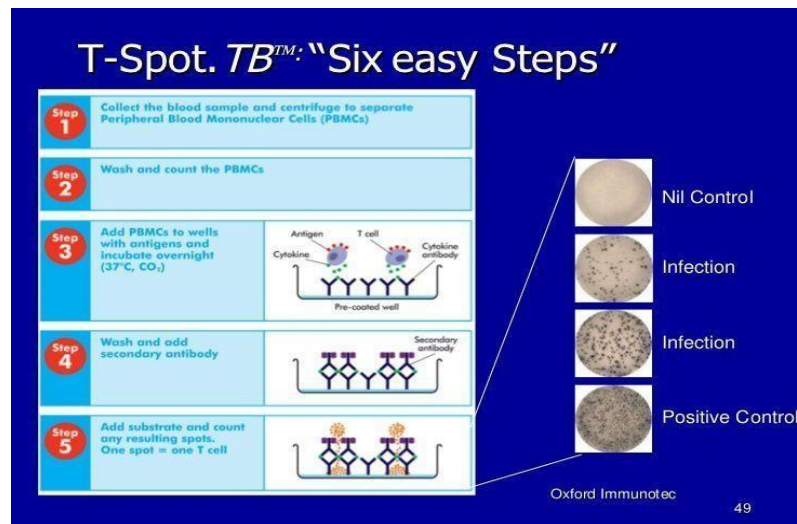 T-Spot.TB™: “Six easy Steps”
Step
1
Collect the blood sample and centrifuge to separate
Peripheral Blood Mononuclear Cells (PBMCs)
Step
2
Wash and count the PBMCs
Step
3
Add PBMCs to wells
with antigens and
incubate overnight
(37°C, CO₂)
Antigen
T cell
Cytokine
Cytokine
antibody
Pre-coated well
Step
4
Wash and add
secondary antibody
Secondary
antibody
Step
5
Add substrate and count
any resulting spots.
One spot = one T cell
Nil Control
Infection
Infection
Positive Control
Oxford Immunotec
49